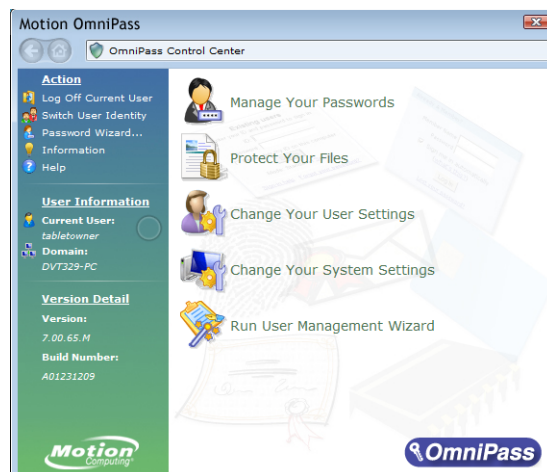 Motion OmniPass
OmniPass Control Center
Action
Log Off Current User
Switch User Identity
Password Wizard...
Information
Help
User Information
Current User:
tabletowner
Domain:
DVT329-PC
Version Detail
Version:
7.00.65.M
Build Number:
A01231209
Motion
Computing
Manage Your Passwords
Protect Your Files
Change Your User Settings
Change Your System Settings
Run User Management Wizard
OmniPass